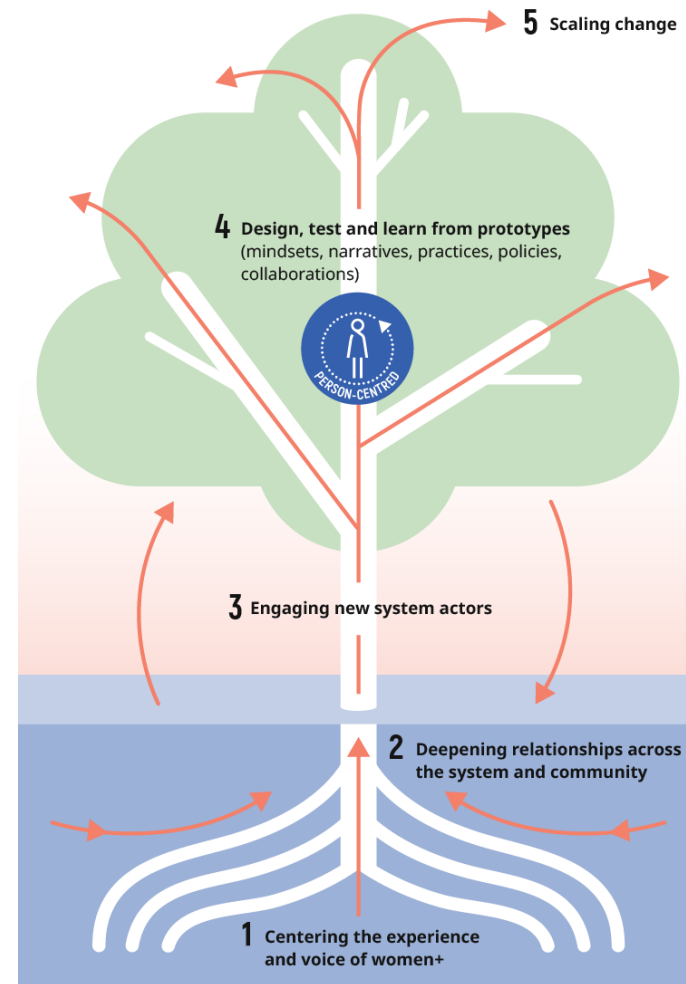 5 Scaling change
4 Design, test and learn from prototypes
(mindsets, narratives, practices, policies,
collaborations)
PERSON-CENTRED
3 Engaging new system actors
2 Deepening relationships across
the system and community
1 Centering the experience
and voice of women+